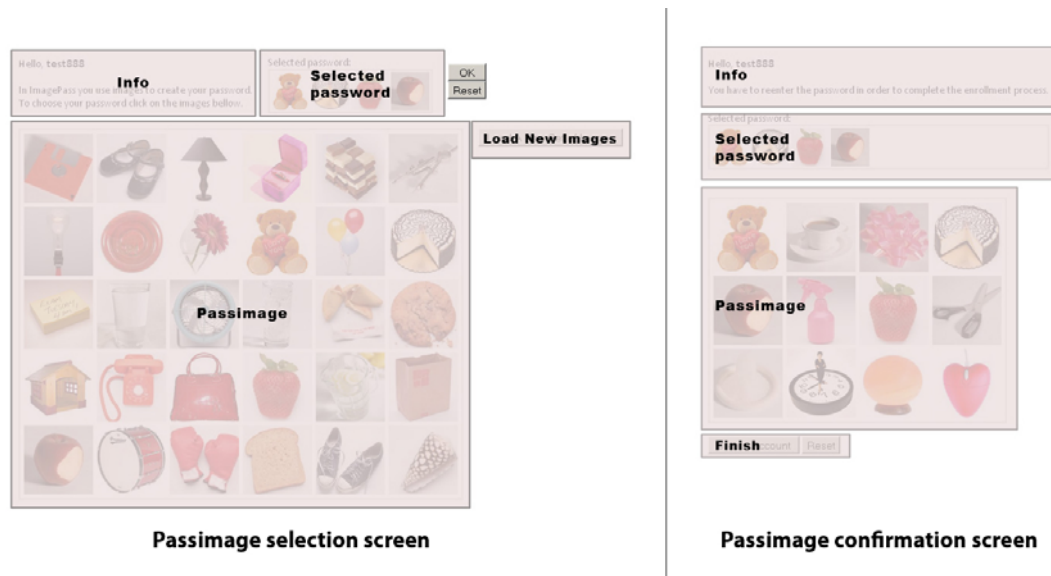 Hello, test888
Info
In ImagePass you use images to create your password.
To choose your password click on the images bellow.
Selected password:
Selected
password
OK
Reset
Load New Images
Passimage
Passimage selection screen
Hello, test888
Info
You have to reenter the password in order to complete the enrollment process.
Selected password:
Selected
password
Passimage
Finish
ccount
Reset
Passimage confirmation screen